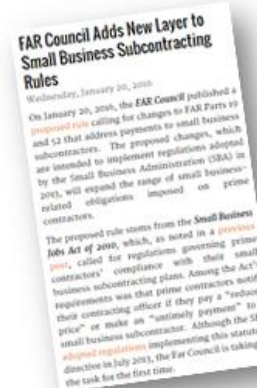 FAR Council Adds New Layer to
Small Business Subcontracting
Rules
Wednesday, January 20, 2016
On January 20, 2016, the FAR Council published a
proposed rule calling for changes to FAR Parts 19
and 52 that address payments to small business
subcontractors. The proposed changes, which
are intended to implement regulations adopted
by the Small Business Administration (SBA) in
2013, will expand the range of small business-
related obligations imposed on prime
contractors.
The proposed rule stems from the Small Business
Jobs Act of 2010, which, as noted in a previous
post, called for regulations governing prime
contractors' compliance with their small
business subcontracting plans. Among the Act's
requirements was that prime contractors notify
their contracting officer if they pay a "reduced
price" or make an "untimely payment" to
small business subcontractor. Although the SB
adopted regulations implementing this statut
directive in July 2013, the Far Council is taking
the task for the first time.